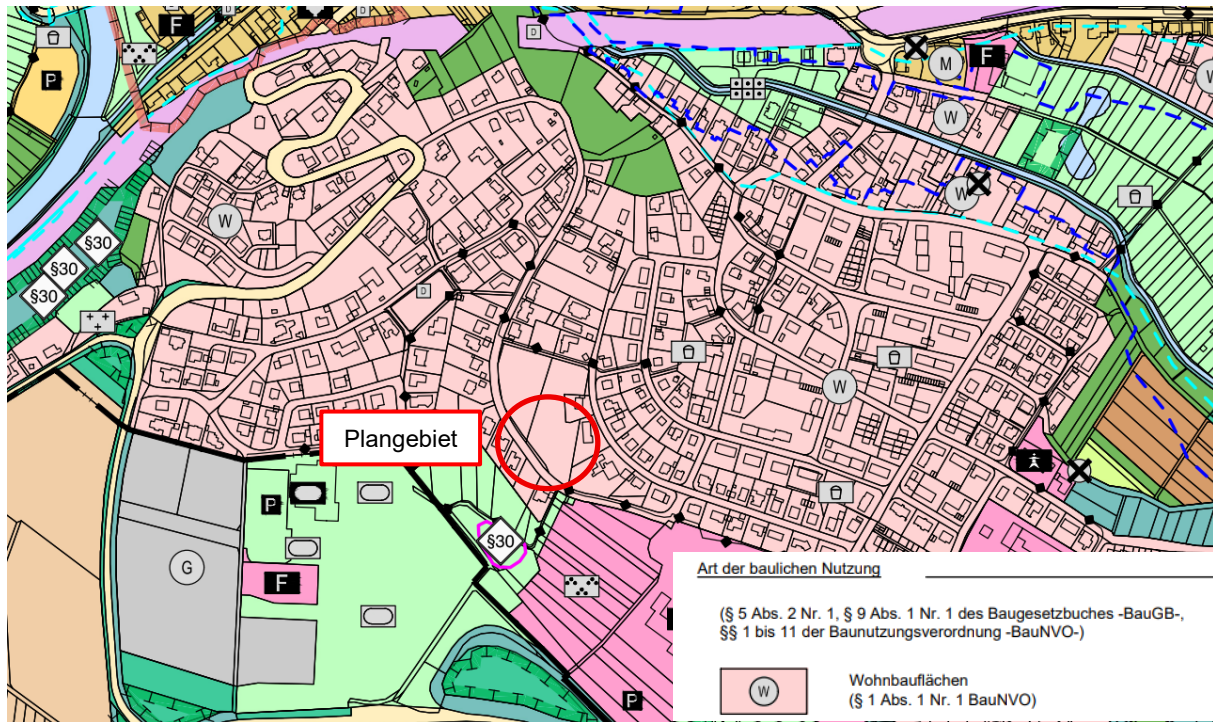 F
D
D
P
M
F
W
W
W
W
§30
§30
§30
D
W
Plangebiet
P
§30
G
F
P
Art der baulichen Nutzung
(§ 5 Abs. 2 Nr. 1, § 9 Abs. 1 Nr. 1 des Baugesetzbuches -BauGB-,
§§ 1 bis 11 der Baunutzungsverordnung -BauNVO-)
W
Wohnbauflächen
(§ 1 Abs. 1 Nr. 1 BauNVO)